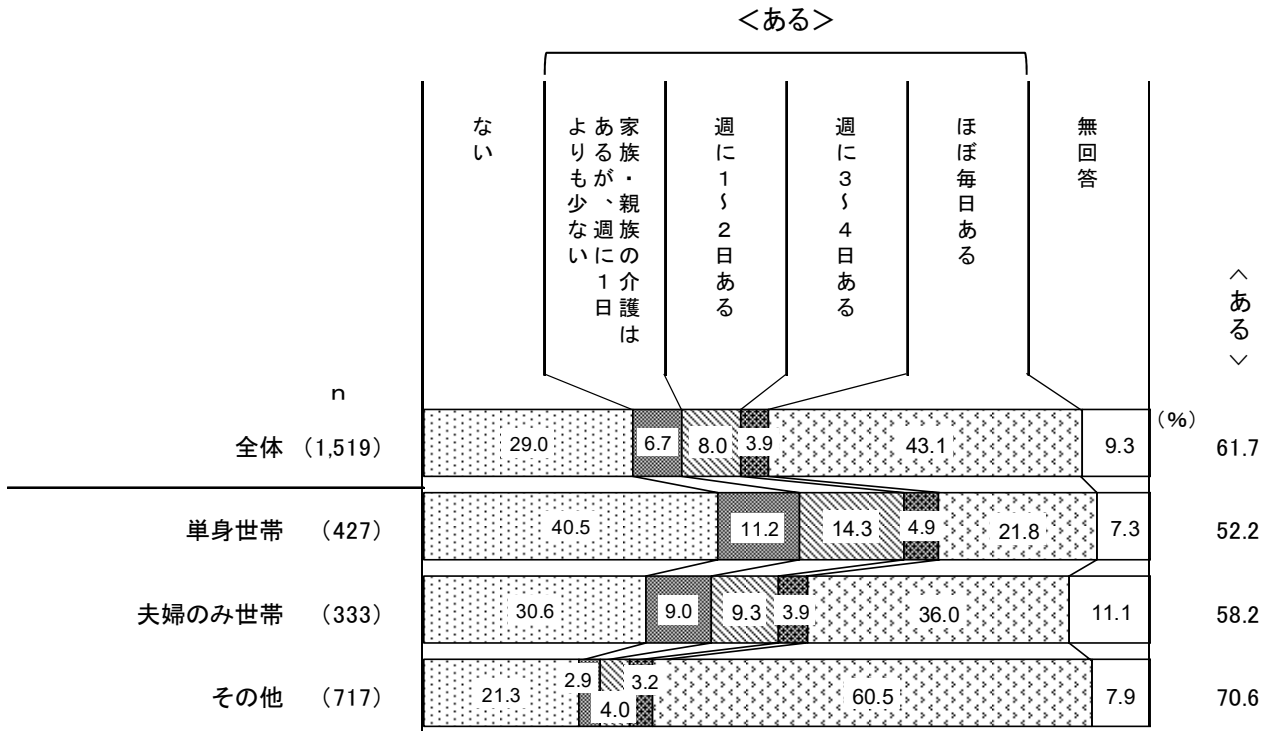 ＜ある＞
ない
家族・親族の介護は
あるが、週に１日
よりも少ない
週に１～２日ある
週に３～４日ある
ほぼ毎日ある
無回答
＜ある＞
n
(%)
全体 (1,519) 29.0 6.7 8.0 3.9 43.1 9.3 61.7
単身世帯 (427) 40.5 11.2 14.3 4.9 21.8 7.3 52.2
夫婦のみ世帯 (333) 30.6 9.0 9.3 3.9 36.0 11.1 58.2
その他 (717) 21.3 2.9 4.0 3.2 60.5 7.9 70.6